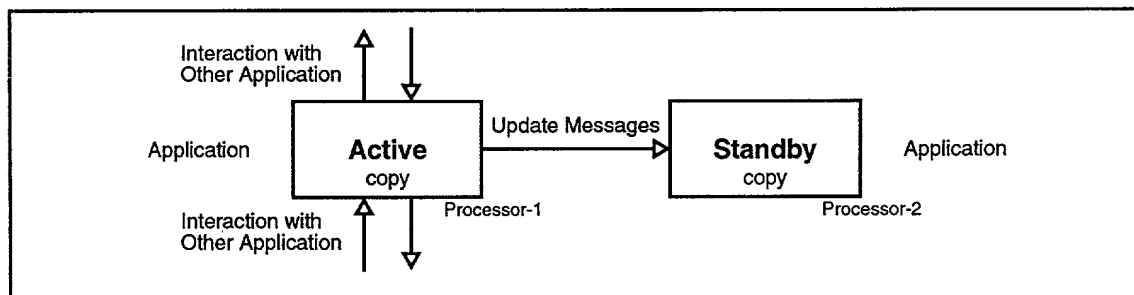 Interaction with
Other Application
Application
Active
copy
Processor-1
Update Messages
Standby
copy
Processor-2
Application
Interaction with
Other Application